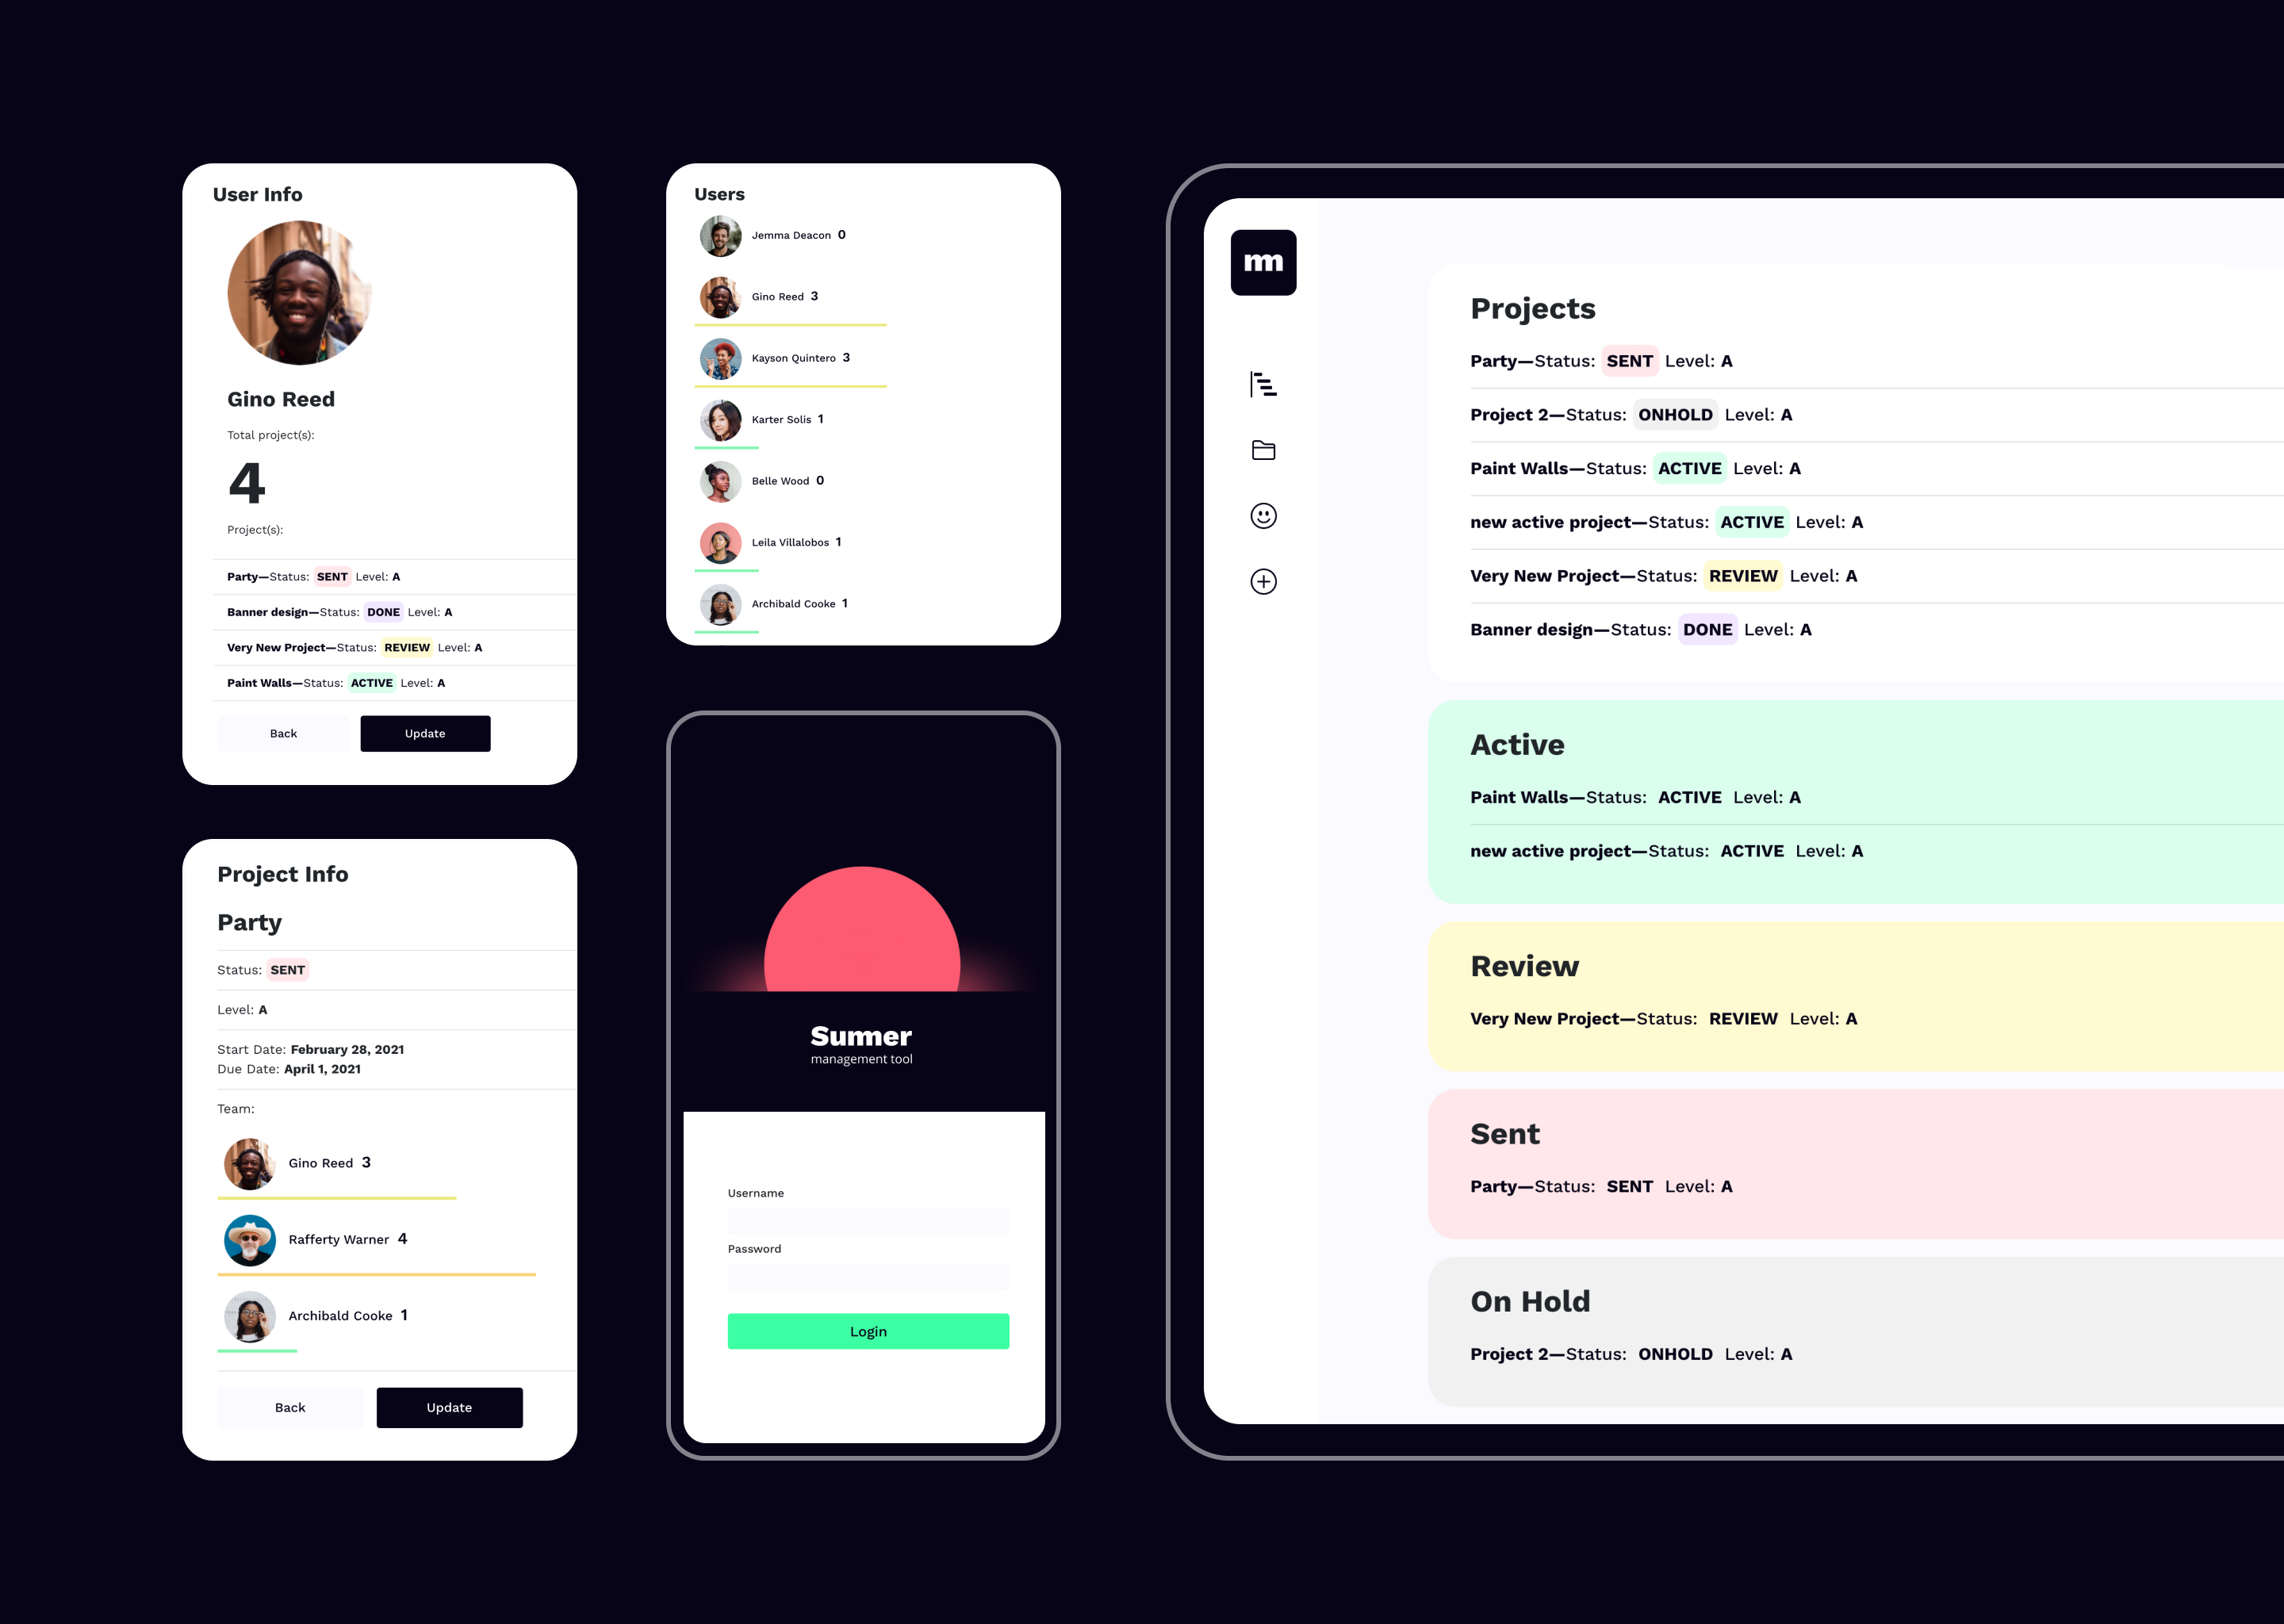 User Info
Gino Reed
Total project(s):
4
Project(s):
Party—Status: SENT Level: A
Banner design—Status: DONE Level: A
Very New Project—Status: REVIEW Level: A
Paint Walls—Status: ACTIVE Level: A
Back Update
Project Info
Party
Status: SENT
Level: A
Start Date: February 28, 2021
Due Date: April 1, 2021
Team:
Gino Reed 3
Rafferty Warner 4
Archibald Cooke 1
Back Update
Users
Jemma Deacon 0
Gino Reed 3
Kayson Quintero 3
Karter Solis 1
Belle Wood 0
Leila Villalobos 1
Archibald Cooke 1
Sumer
management tool
Username
Password
Login
m
Projects
Party—Status: SENT Level: A
Project 2—Status: ONHOLD Level: A
Paint Walls—Status: ACTIVE Level: A
new active project—Status: ACTIVE Level: A
Very New Project—Status: REVIEW Level: A
Banner design—Status: DONE Level: A
Active
Paint Walls—Status: ACTIVE Level: A
new active project—Status: ACTIVE Level: A
Review
Very New Project—Status: REVIEW Level: A
Sent
Party—Status: SENT Level: A
On Hold
Project 2—Status: ONHOLD Level: A